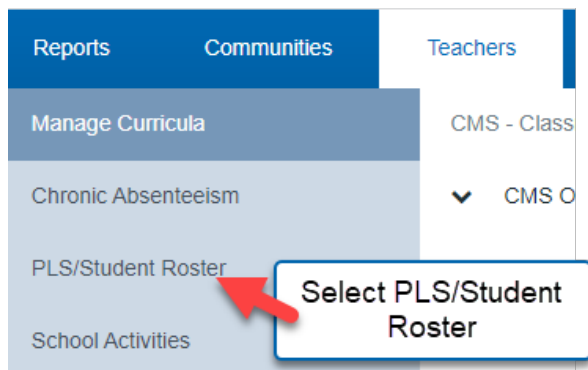 Reports Communities Teachers
Manage Curricula CMS - Class
Chronic Absenteeism CMS O
PLS/Student Roster
Select PLS/Student
Roster
School Activities